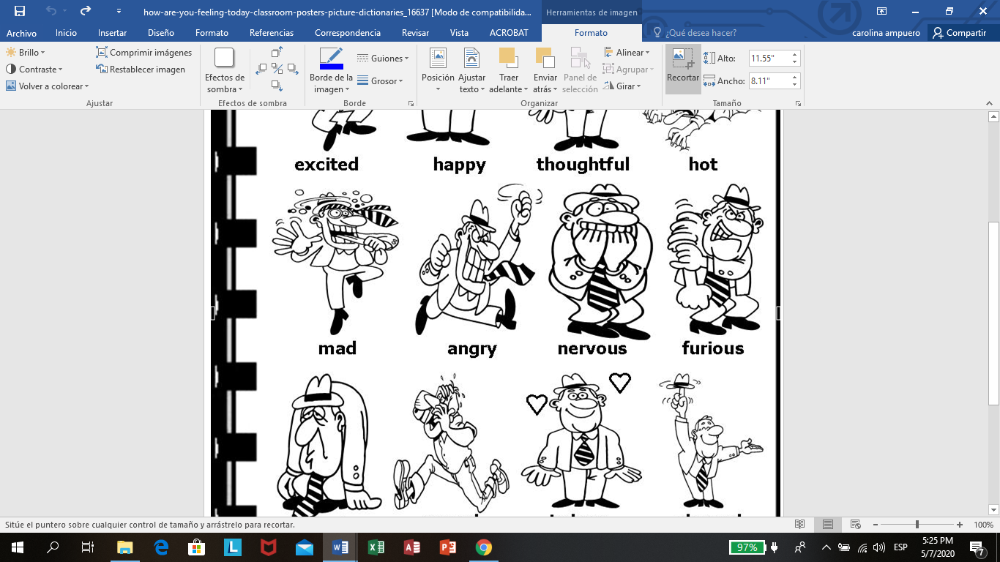 how-are-you-feeling-today-classroom-posters-picture-dictionaries_16637 [Modo de compatibilida...
Herramientas de imagen
Archivo Inicio Insertar Diseño Formato Referencias Correspondencia Revisar Vista ACROBAT Formato ¿Qué desea hacer? carolina ampuero Compartir
Brillo
Contraste
Volver a colorear
Comprimir imágenes
Restablecer imagen
Ajustar
Efectos de
sombra
Efectos de sombra
Borde de la
imagen
Guiones
Grosor
Borde
Posición
Ajustar
texto
Traer
adelante
Enviar
atrás
Panel de
selección
Alinear
Agrupar
Girar
Organizar
Recortar
Alto: 11.55"
Ancho: 8.11"
Tamaño
excited happy thoughtful hot
mad angry nervous furious
Sitúe el puntero sobre cualquier control de tamaño y arrástrelo para recortar.
100%
97%
ESP
5:25 PM
5/7/2020
7